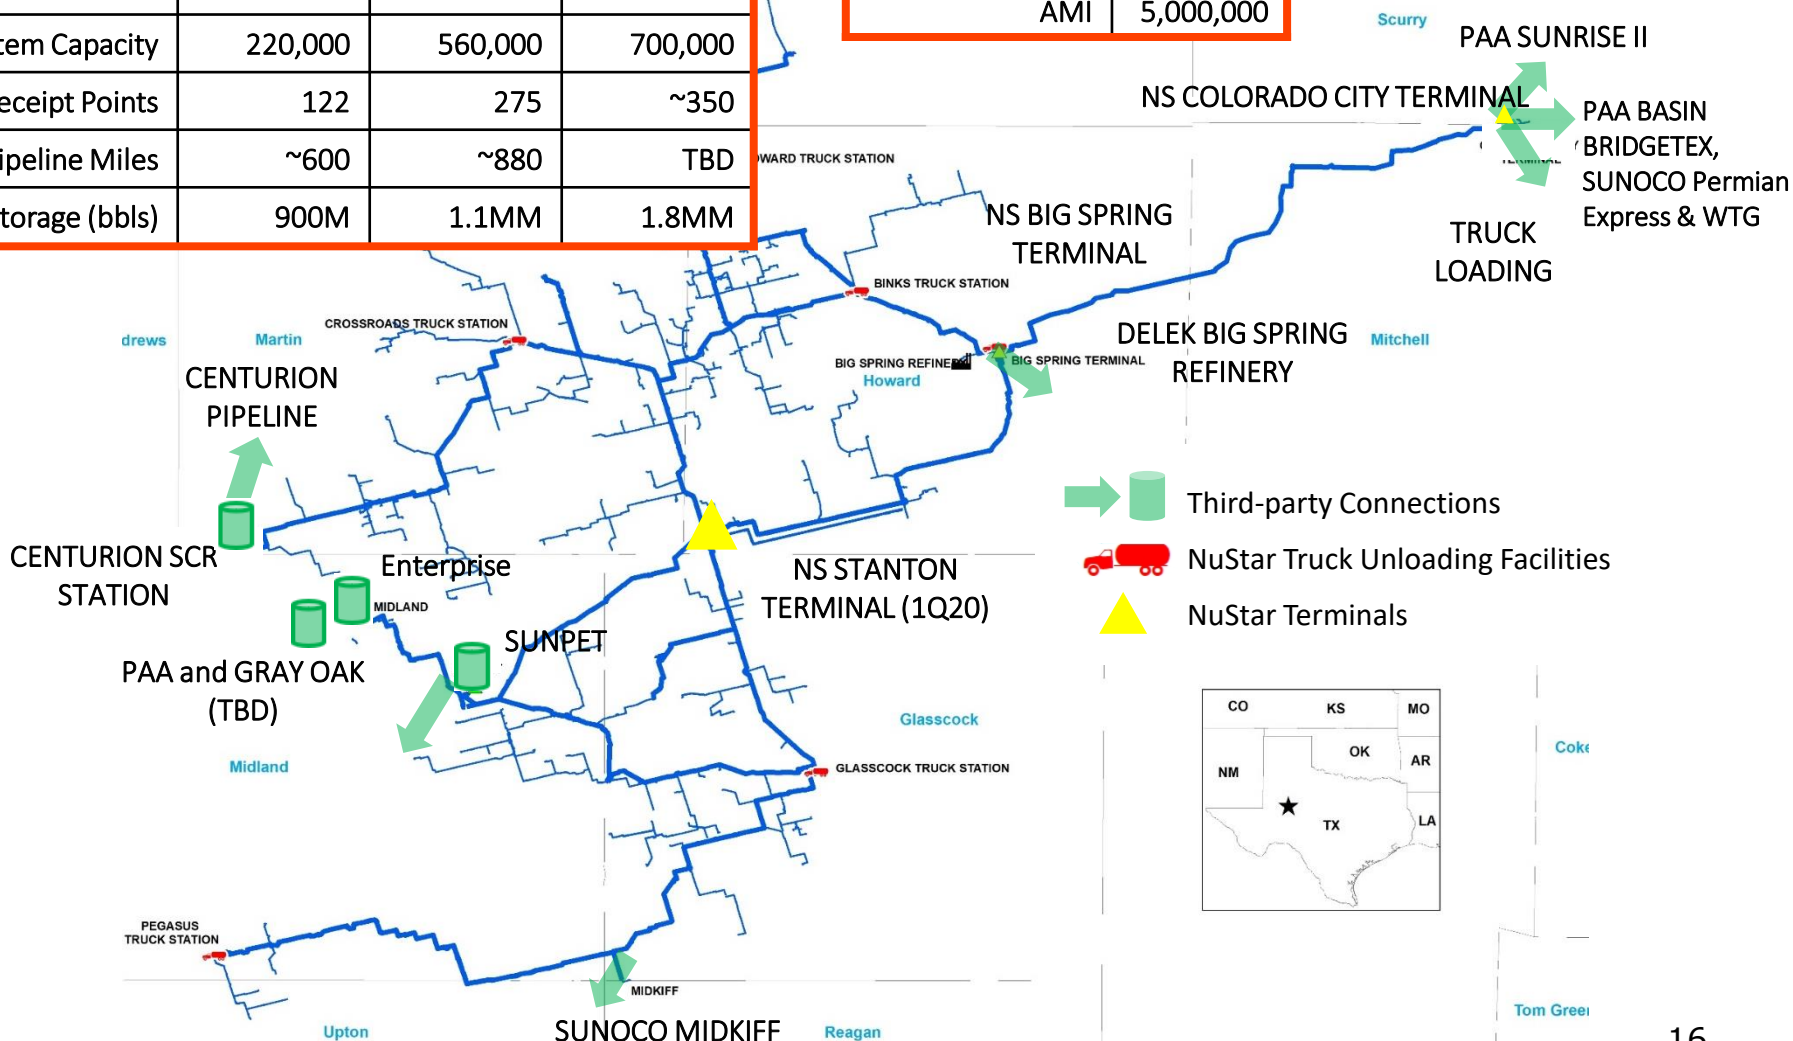 AMI 5,000,000
tem Capacity 220,000 560,000 700,000
eceipt Points 122 275 ~350
ipeline Miles ~600 ~880 TBD
torage (bbls) 900M 1.1MM 1.8MM
Scurry
PAA SUNRISE II
NS COLORADO CITY TERMINAL
PAA BASIN
BRIDGETEX,
SUNOCO Permian
Express & WTG
TERMINAL
TRUCK
LOADING
OWARD TRUCK STATION
NS BIG SPRING
TERMINAL
BINKS TRUCK STATION
CROSSROADS TRUCK STATION
drews
Martin
DELEK BIG SPRING
REFINERY
Mitchell
BIG SPRING REFINE
BIG SPRING TERMINAL
Howard
CENTURION
PIPELINE
Third-party Connections
NuStar Truck Unloading Facilities
NuStar Terminals
CENTURION SCR
STATION
Enterprise
MIDLAND
NS STANTON
TERMINAL (1Q20)
SUNPET
PAA and GRAY OAK
(TBD)
Midland
Glasscock
GLASSCOCK TRUCK STATION
CO
KS
MO
OK
AR
NM
TX
LA
Coke
PEGASUS
TRUCK STATION
MIDKIFF
SUNOCO MIDKIFF
Upton
Reagan
Tom Green
16